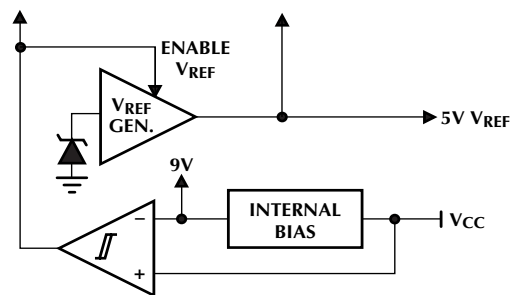 ENABLE
VREF
VREF
GEN.
5V VREF
9V
INTERNAL
BIAS
VCC
−
+